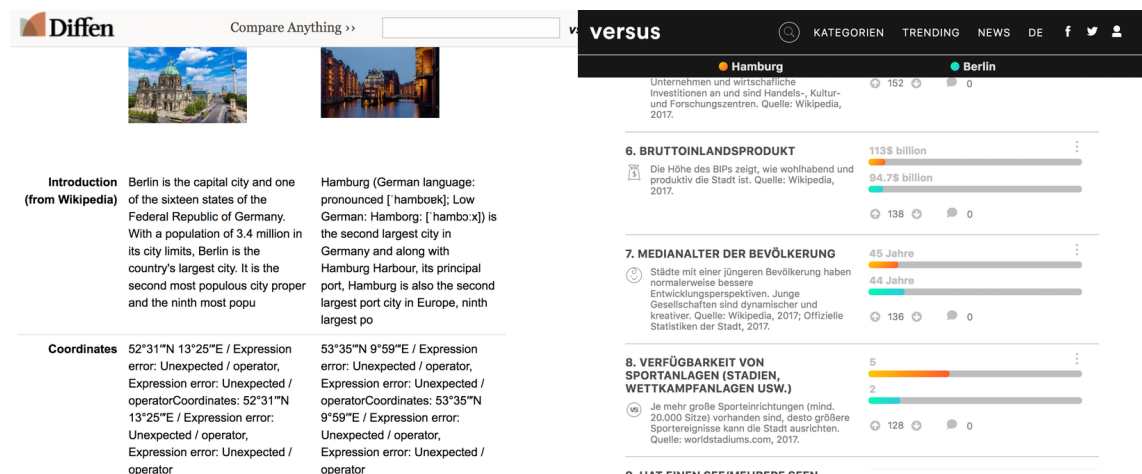 Diffen
Compare Anything ››
Introduction
(from Wikipedia)
Berlin is the capital city and one
of the sixteen states of the
Federal Republic of Germany.
With a population of 3.4 million in
its city limits, Berlin is the
country's largest city. It is the
second most populous city proper
and the ninth most popu
Hamburg (German language:
pronounced [ˈhambʊɐk]; Low
German: Hamborg: [ˈhambɔːx]) is
the second largest city in
Germany and along with
Hamburg Harbour, its principal
port, Hamburg is also the second
largest port city in Europe, ninth
largest po
Coordinates
52°31′″N 13°25′″E / Expression
error: Unexpected / operator,
Expression error: Unexpected /
operatorCoordinates: 52°31′″N
13°25′″E / Expression error:
Unexpected / operator,
Expression error: Unexpected /
operator
53°35′″N 9°59′″E / Expression
error: Unexpected / operator,
Expression error: Unexpected /
operatorCoordinates: 53°35′″N
9°59′″E / Expression error:
Unexpected / operator,
Expression error: Unexpected /
operator
versus
KATEGORIEN TRENDING NEWS DE
Hamburg Berlin
Unternehmen und wirtschaftliche
Investitionen an und sind Handels-, Kultur-
und Forschungszentren. Quelle: Wikipedia,
2017.
152 0
6. BRUTTOINLANDSPRODUKT
Die Höhe des BIPs zeigt, wie wohlhabend und
produktiv die Stadt ist. Quelle: Wikipedia,
2017.
113$ billion
94.7$ billion
138 0
7. MEDIANALTER DER BEVÖLKERUNG
Städte mit einer jüngeren Bevölkerung haben
normalerweise bessere
Entwicklungsperspektiven. Junge
Gesellschaften sind dynamischer und
kreativer. Quelle: Wikipedia, 2017; Offizielle
Statistiken der Stadt, 2017.
45 Jahre
44 Jahre
136 0
8. VERFÜGBARKEIT VON
SPORTANLAGEN (STADIEN,
WETTKAMPFANLAGEN USW.)
VS
Je mehr große Sporteinrichtungen (mind.
20.000 Sitze) vorhanden sind, desto größere
Sportereignisse kann die Stadt ausrichten.
Quelle: worldstadiums.com, 2017.
5
2
128 0